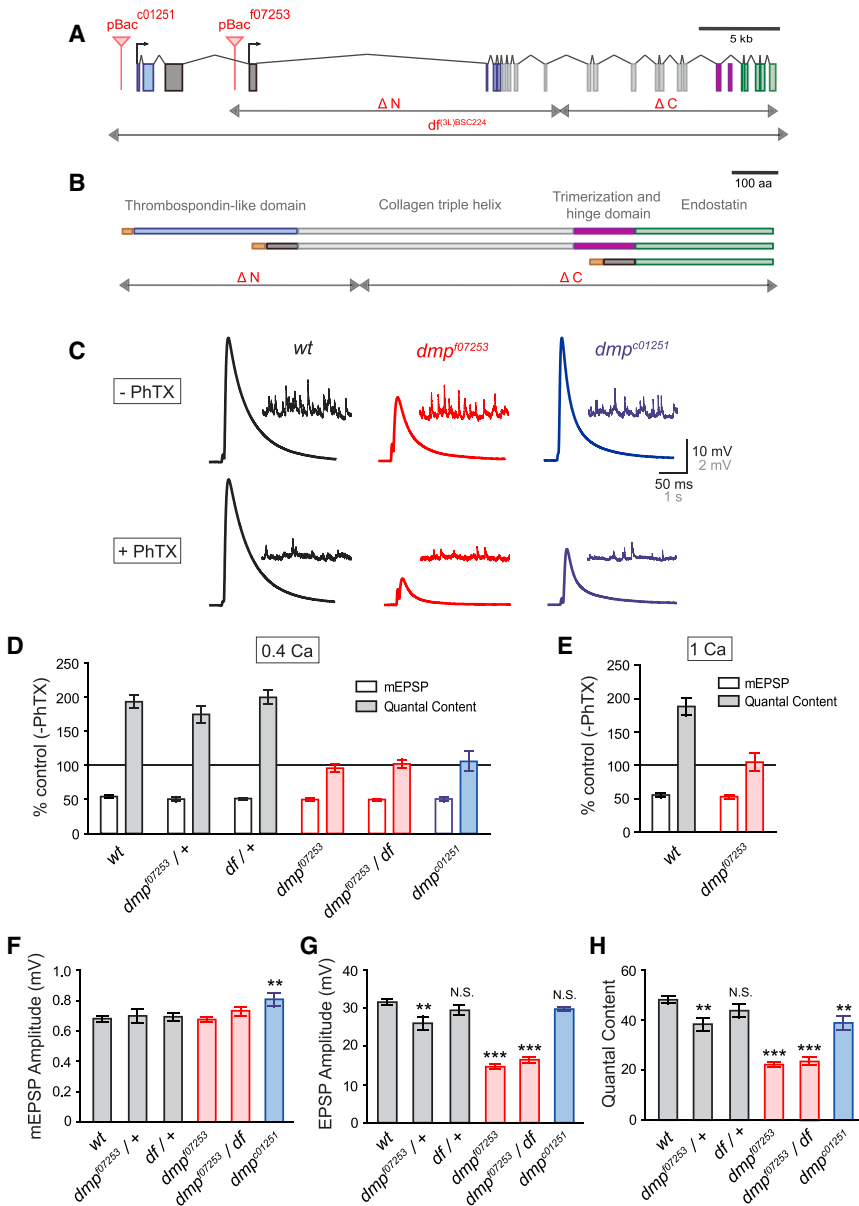 A
pBac c01251
pBac f07253
5 kb
Δ N
Δ C
df(3L)BSC224
B
100 aa
Thrombospondin-like domain
Collagen triple helix
Trimerization and
hinge domain
Endostatin
Δ N
Δ C
C
wt
dmp f07253
dmp c01251
- PhTX
10 mV
2 mV
50 ms
1 s
+ PhTX
D
0.4 Ca
% control (-PhTX)
250
200
150
100
50
0
mEPSP
Quantal Content
wt
dmp f07253 / +
df / +
dmp f07253
dmp f07253 / df
dmp c01251
E
1 Ca
% control (-PhTX)
250
200
150
100
50
0
mEPSP
Quantal Content
wt
dmp f07253
F
mEPSP Amplitude (mV)
1,0
0.8
0.6
0.4
0.2
0
**
wt
dmp f07253 / +
df / +
dmp f07253
dmp f07253 / df
dmp c01251
G
EPSP Amplitude (mV)
40
30
20
10
0
**
N.S.
***
***
N.S.
wt
dmp f07253 / +
df / +
dmp f07253
dmp f07253 / df
dmp c01251
H
Quantal Content
60
40
20
0
**
N.S.
***
***
**
wt
dmp f07253 / +
df / +
dmp f07253
dmp f07253 / df
dmp c01251